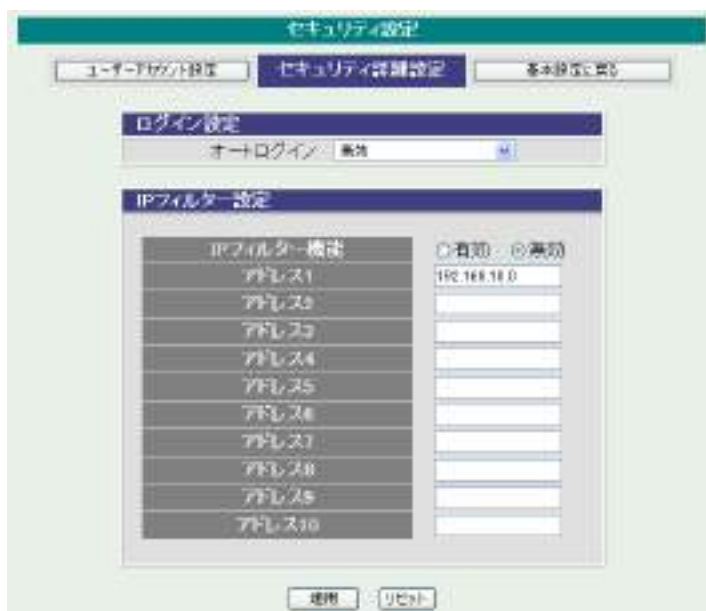 セキュリティ設定
ユーザーアカウント設定 セキュリティ詳細設定 基本設定に戻る
ログイン設定
オートログイン 無効
IPフィルター設定
IPフィルター機能 有効 無効
アドレス1 192.168.10.0
アドレス2
アドレス3
アドレス4
アドレス5
アドレス6
アドレス7
アドレス8
アドレス9
アドレス10
適用 リセット